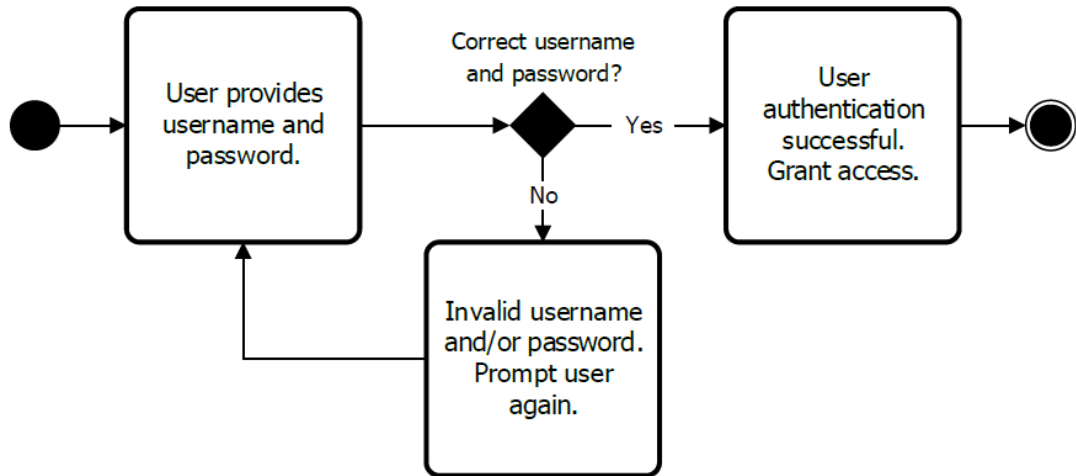 User provides
username and
password.
Correct username
and password?
Yes
No
User
authentication
successful.
Grant access.
Invalid username
and/or password.
Prompt user
again.